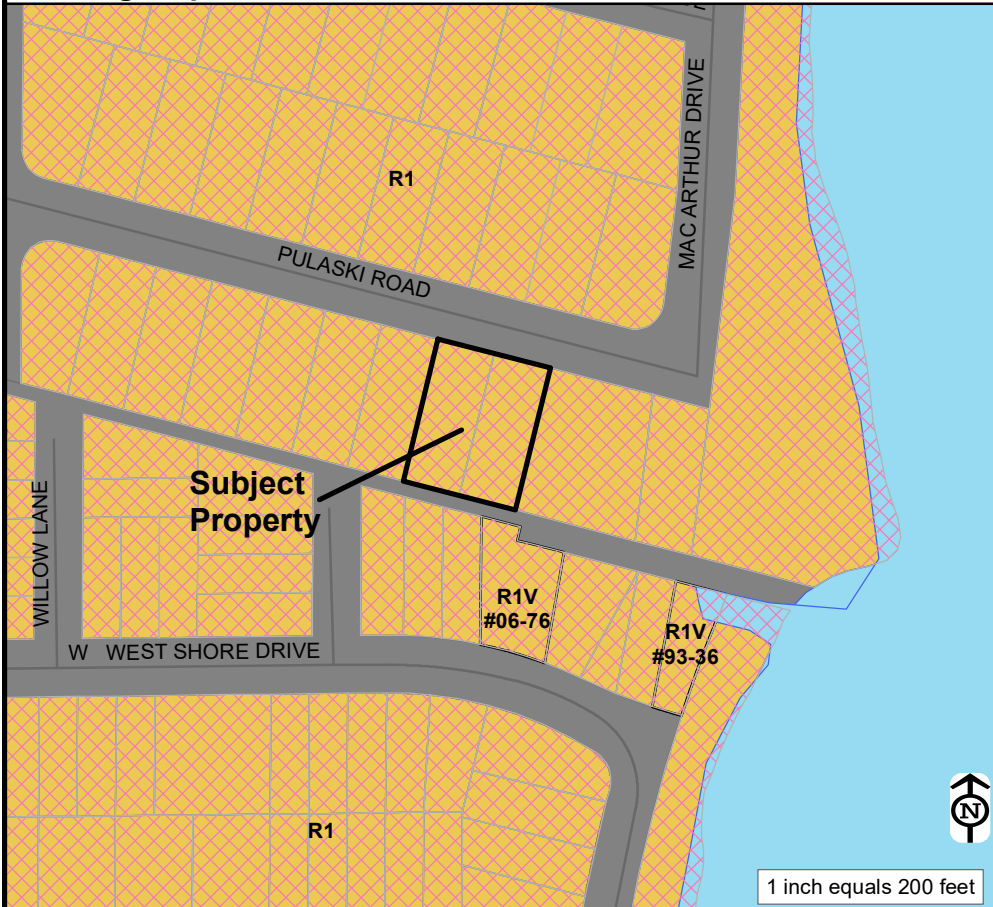 MAC ARTHUR DRIVE
R1
PULASKI ROAD
Subject
Property
WILLOW LANE
R1V
#06-76
R1V
#93-36
W WEST SHORE DRIVE
R1
N
1 inch equals 200 feet